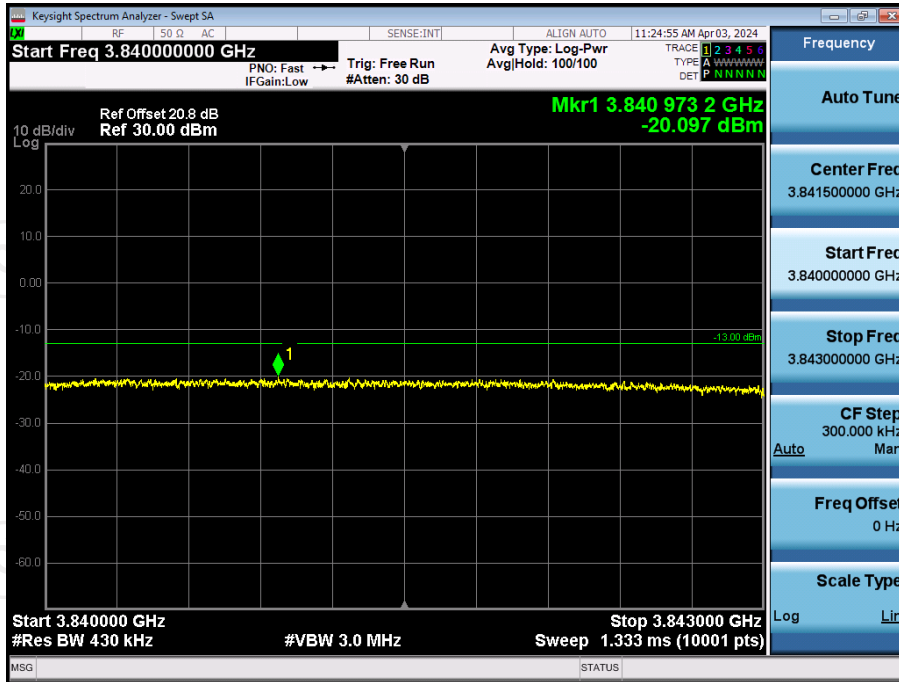 Keysight Spectrum Analyzer - Swept SA
LXI RF 50 Ω AC SENSE:INT ALIGN AUTO 11:24:55 AM Apr 03, 2024
Start Freq 3.840000000 GHz
PNO: Fast
IFGain:Low
Trig: Free Run
#Atten: 30 dB
Avg Type: Log-Pwr
Avg|Hold: 100/100
TRACE 1 2 3 4 5 6
TYPE A WWWWW
DET P N N N N N
Mkr1 3.840 973 2 GHz
-20.097 dBm
Ref Offset 20.8 dB
10 dB/div Ref 30.00 dBm
Log
20.0
10.0
0.00
-10.0
-13.00 dBm
1
-20.0
-30.0
-40.0
-50.0
-60.0
Start 3.840000 GHz Stop 3.843000 GHz
#Res BW 430 kHz #VBW 3.0 MHz Sweep 1.333 ms (10001 pts)
MSG STATUS
Frequency
Auto Tune
Center Freq
3.841500000 GHz
Start Freq
3.840000000 GHz
Stop Freq
3.843000000 GHz
CF Step
300.000 kHz
Auto Man
Freq Offset
0 Hz
Scale Type
Log Lin